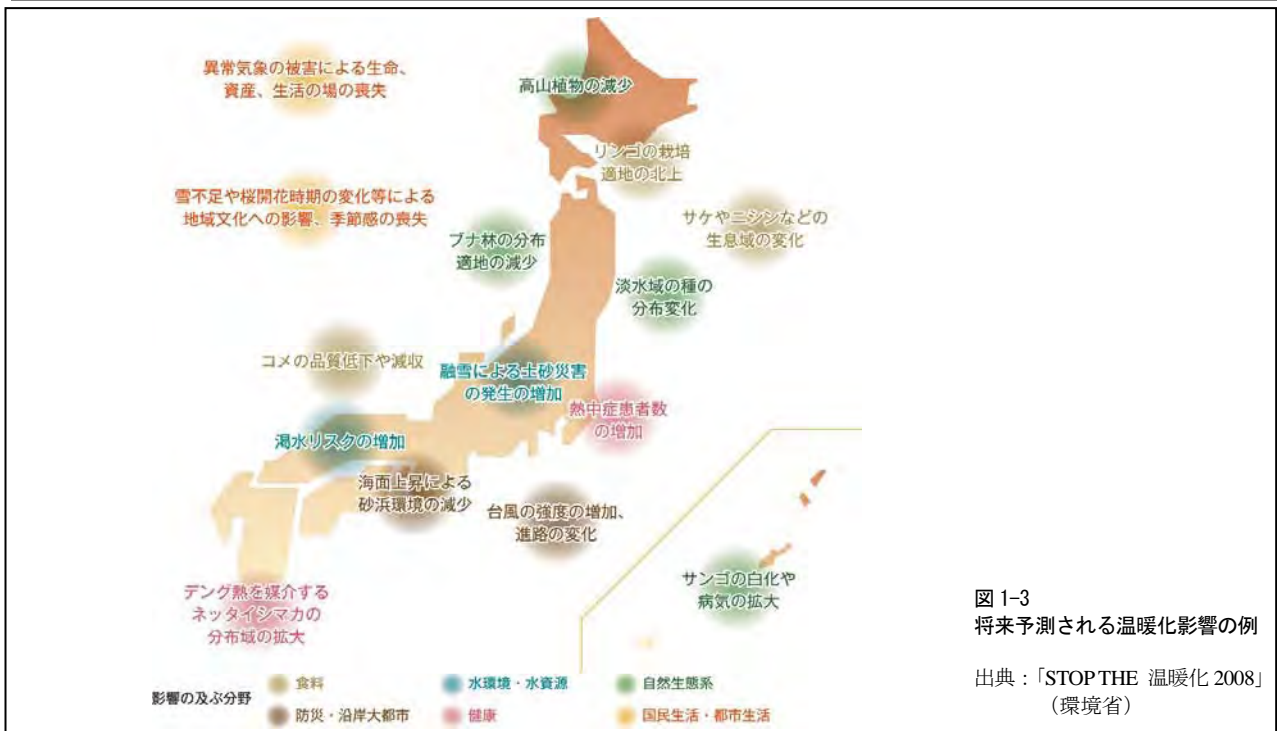 異常気象の被害による生命、
資産、生活の場の喪失
高山植物の減少
リンゴの栽培
適地の北上
雪不足や桜開花時期の変化等による
地域文化への影響、季節感の喪失
サケやニシンなどの
生息域の変化
ブナ林の分布
適地の減少
淡水域の種の
分布変化
コメの品質低下や減収
融雪による土砂災害
の発生の増加
熱中症患者数
の増加
渇水リスクの増加
海面上昇による
砂浜環境の減少
台風の強度の増加、
進路の変化
サンゴの白化や
病気の拡大
デング熱を媒介する
ネッタイシマカの
分布域の拡大
影響の及ぶ分野
食料
水環境・水資源
自然生態系
防災・沿岸大都市
健康
国民生活・都市生活
図 1-3
将来予測される温暖化影響の例
出典：「STOP THE 温暖化 2008」
（環境省）